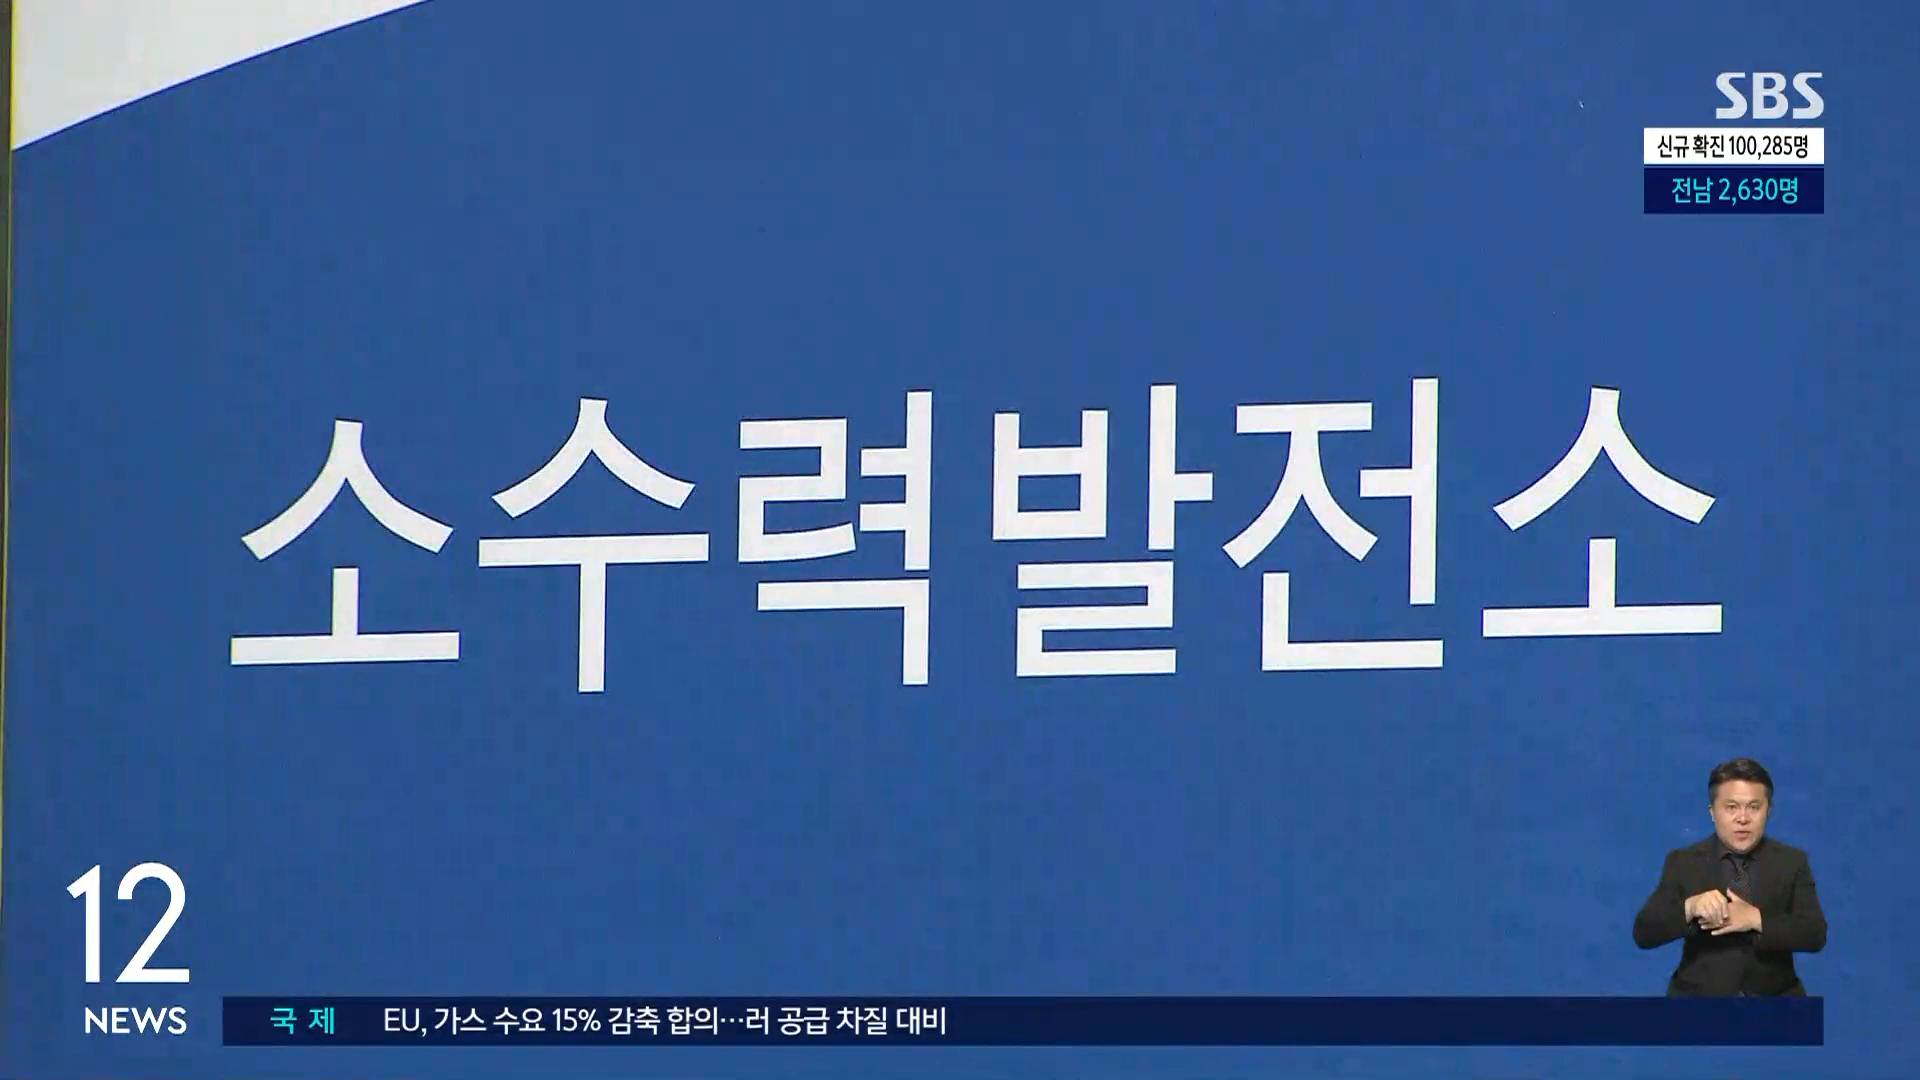 SBS
신규 확진 100,285명
전남 2,630명
소수력발전소
12
NEWS
국제
EU, 가스 수요 15% 감축 합의…러 공급 차질 대비